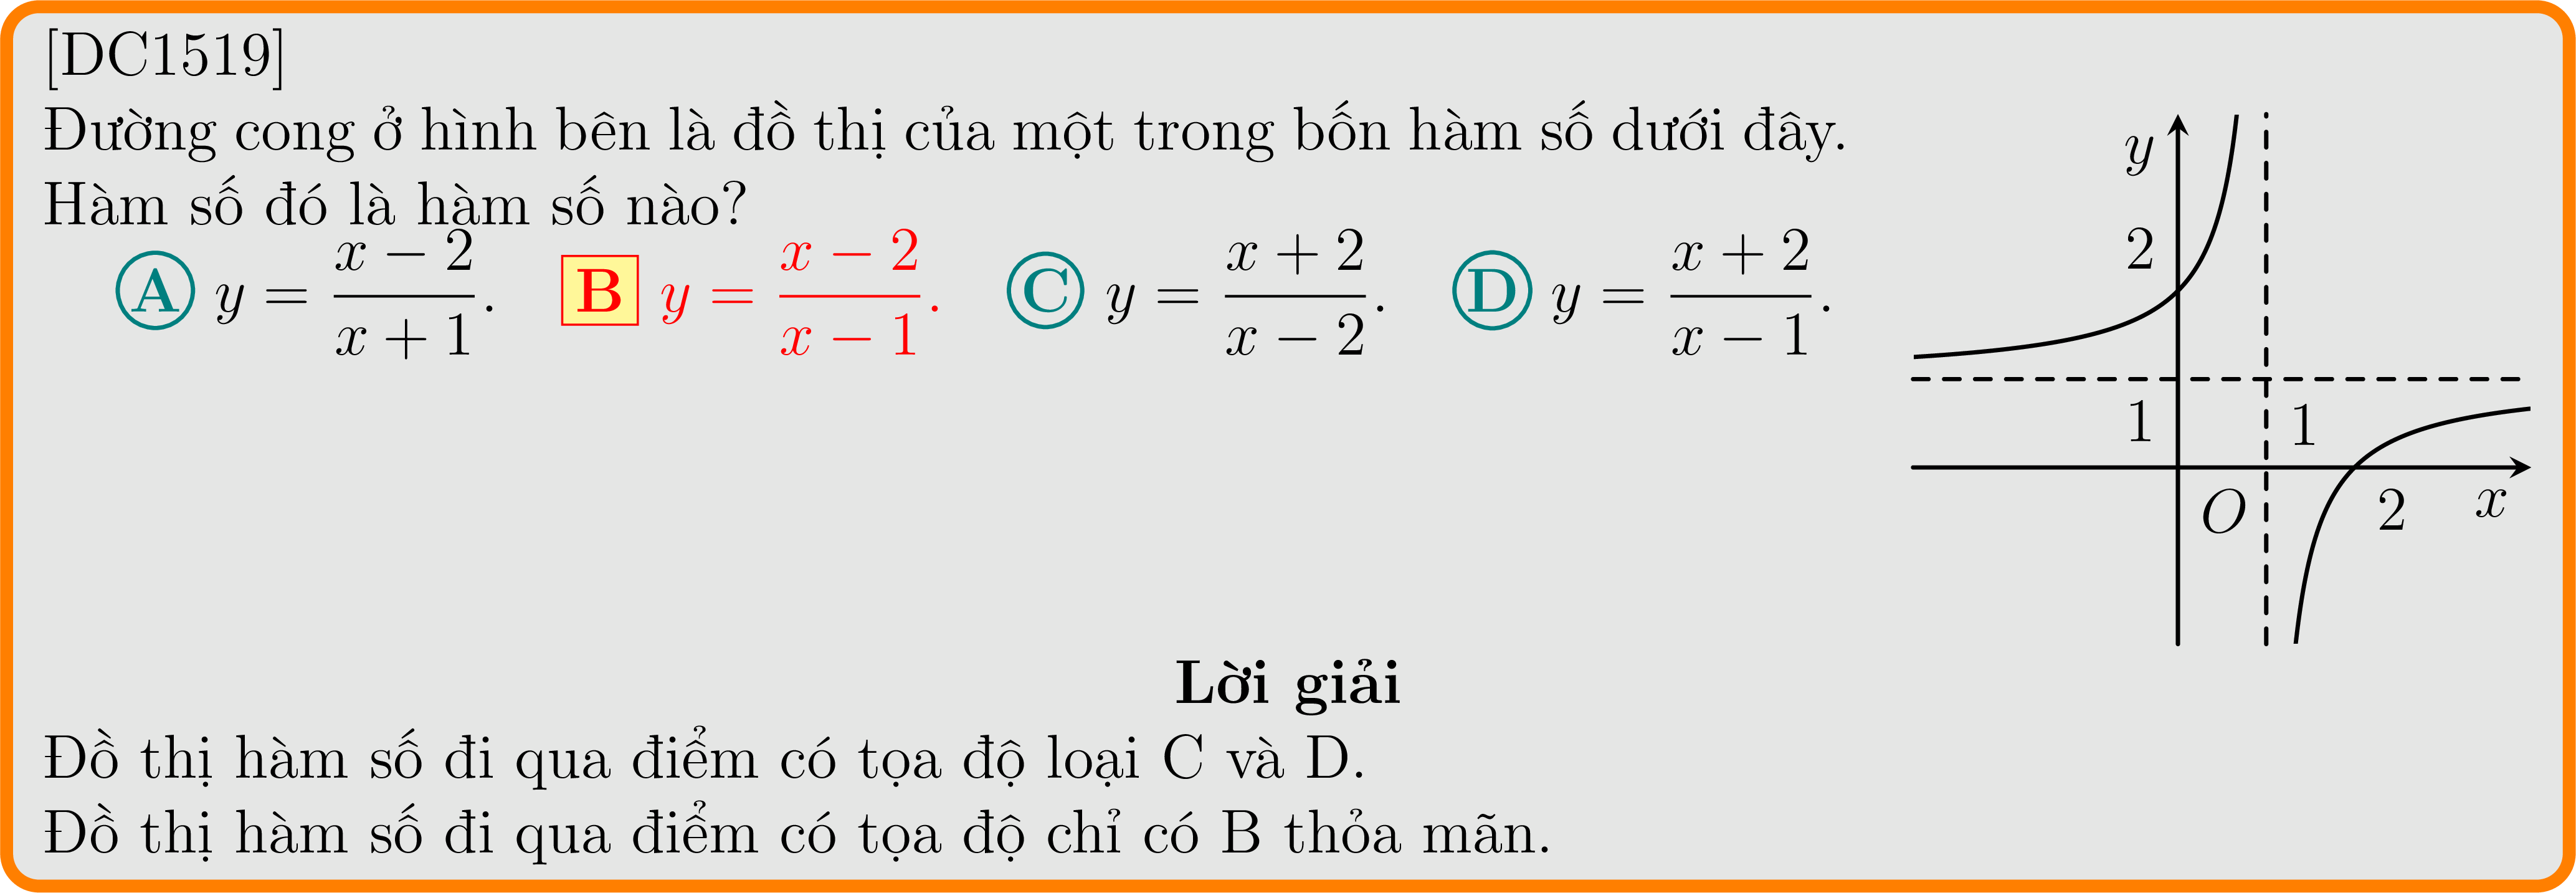 [DC1519]
Đường cong ở hình bên là đồ thị của một trong bốn hàm số dưới đây.
Hàm số đó là hàm số nào?
A y = \frac{x − 2}{x + 1}. B y = \frac{x − 2}{x − 1}. C y = \frac{x + 2}{x − 2}. D y = \frac{x + 2}{x − 1}.
y
2
1
1
O
2
x
Lời giải
Đồ thị hàm số đi qua điểm có tọa độ loại C và D.
Đồ thị hàm số đi qua điểm có tọa độ chỉ có B thỏa mãn.